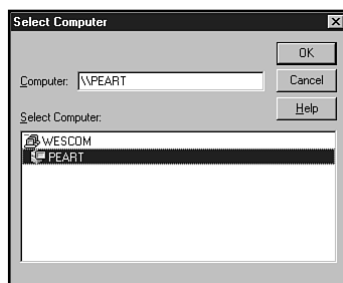 Select Computer
OK
Computer: \\PEART
Cancel
Help
Select Computer:
WESCOM
PEART